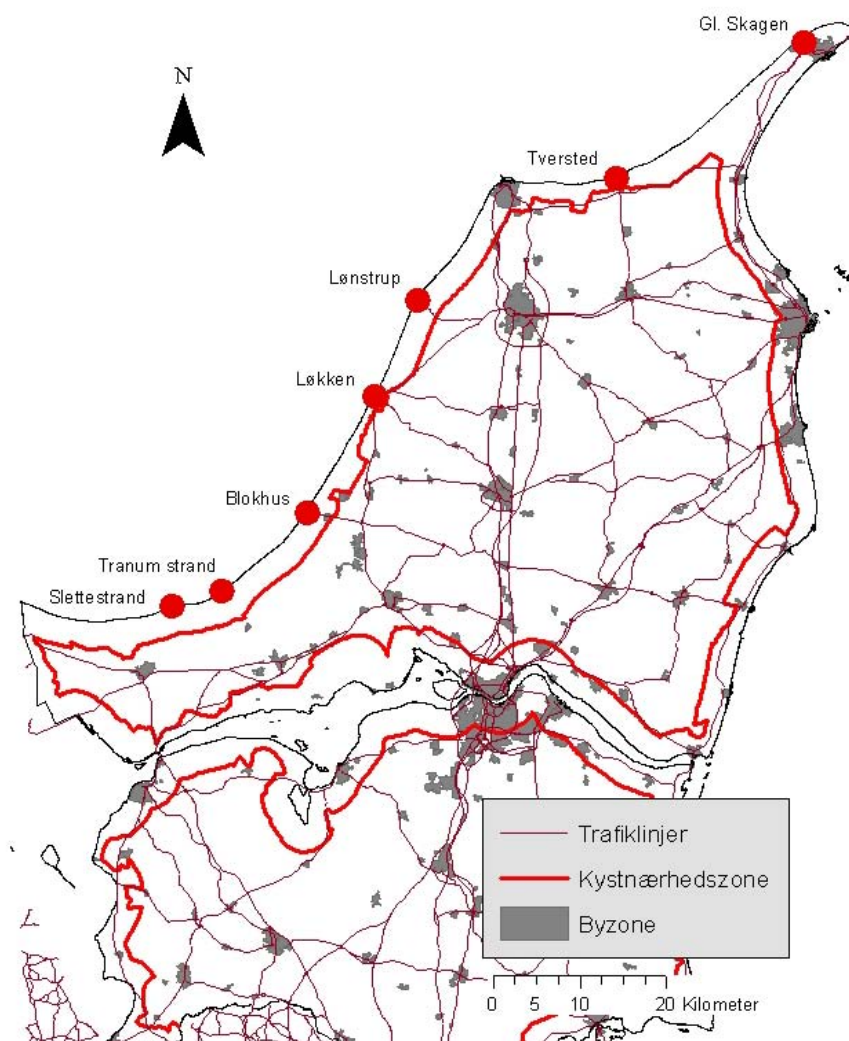 Gl. Skagen
N
Tversted
Lønstrup
Løkken
Blokhus
Tranum strand
Slettestrand
Trafiklinjer
Kystnærhedszone
Byzone
0 5 10 20 Kilometer